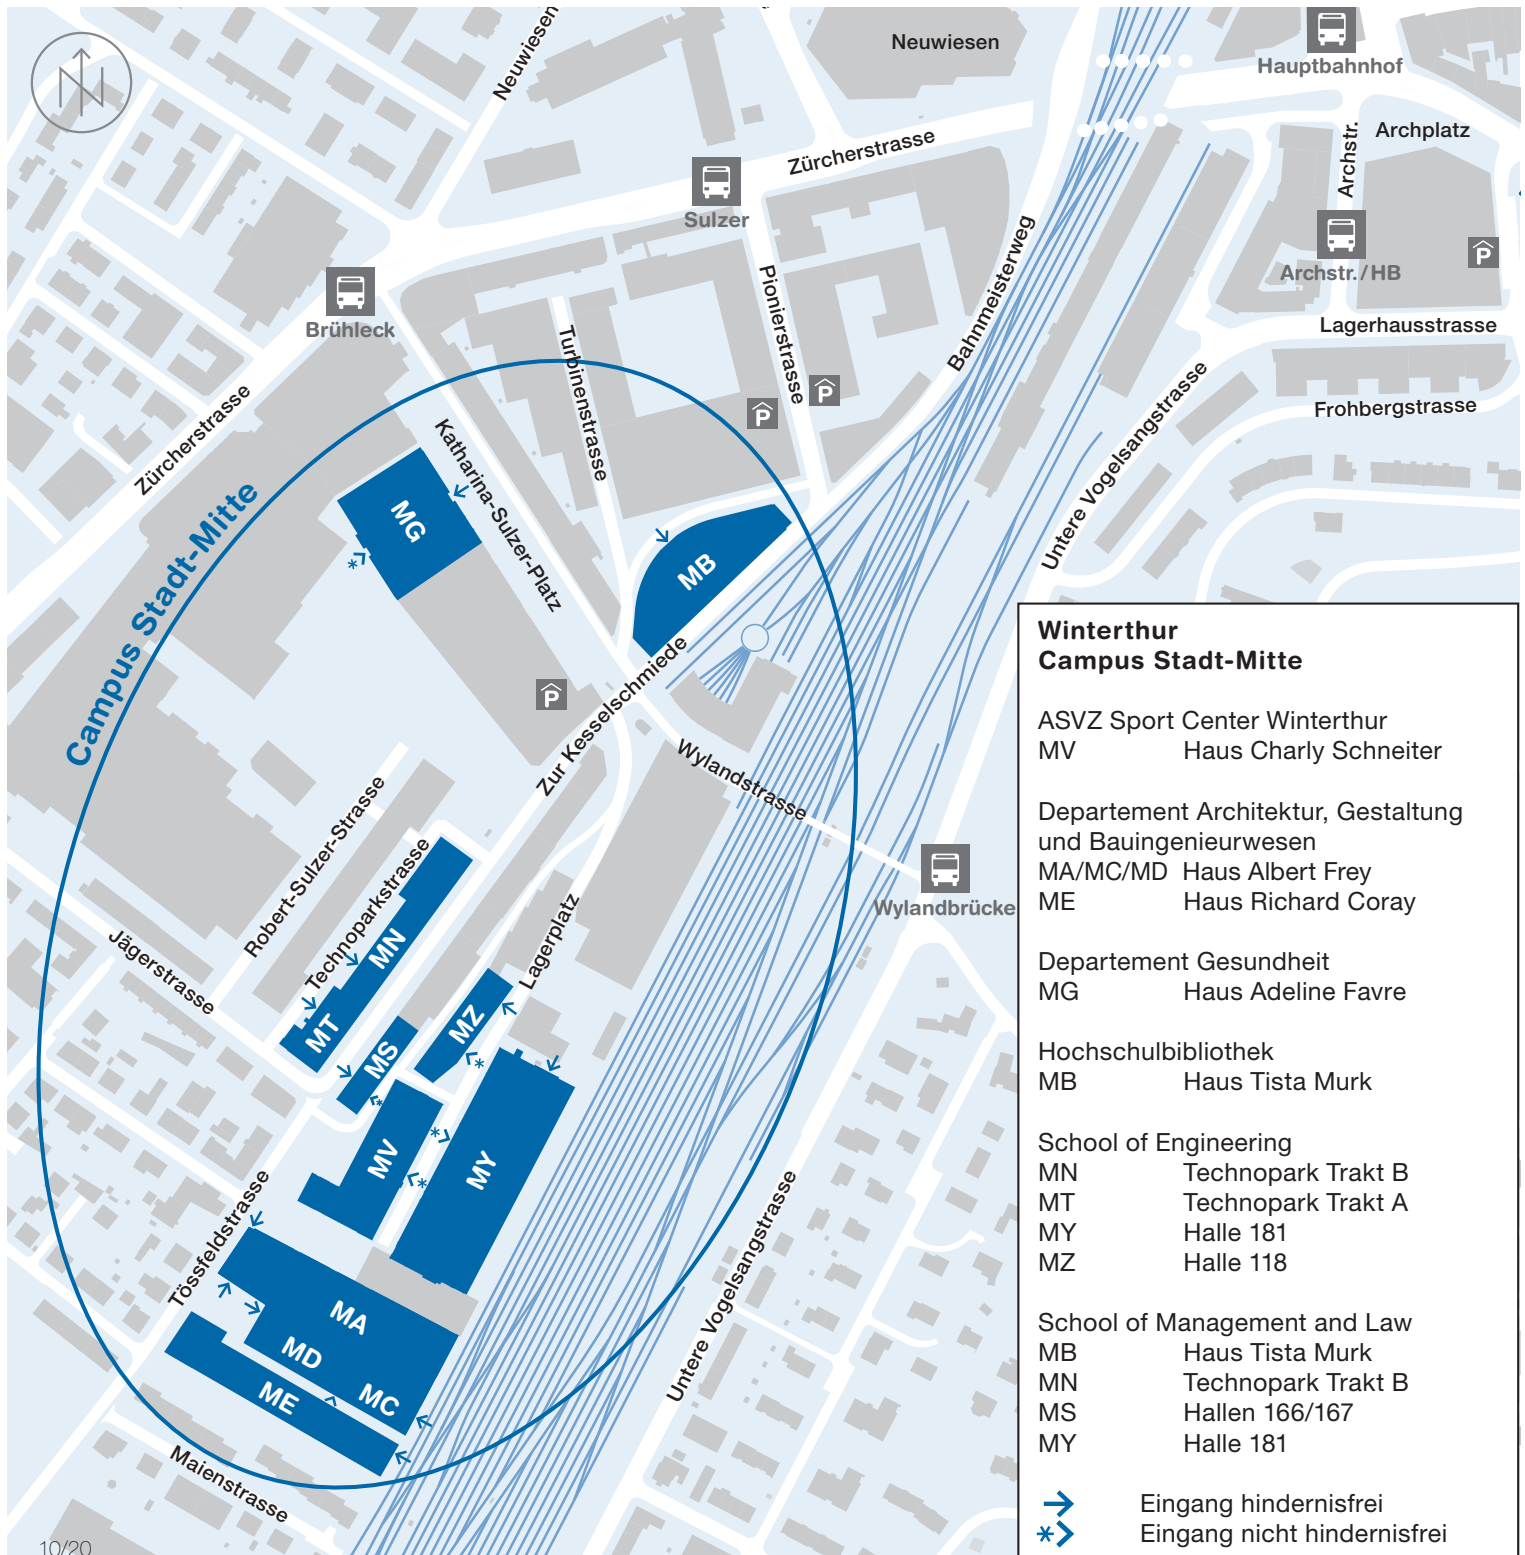 Neuwiesen
Neuwiesen
Hauptbahnhof
Archplatz
Archstr.
Zürcherstrasse
Sulzer
Archstr./HB
P
Bahnmeisterweg
Pionierstrasse
Brühleck
Lagerhausstrasse
Turbinenstrasse
P
P
Frohbergstrasse
Zürcherstrasse
Untere Vogelsangstrasse
Katharina-Sulzer-Platz
Campus Stadt-Mitte
MG
*
MB
P
Zur Kesselschmiede
Wylandstrasse
Robert-Sulzer-Strasse
Technoparkstrasse
Wylandbrücke
Jägerstrasse
Lagerplatz
MN
MT
MZ
*
MS
*
MV
*
*
MY
Tössfeldstrasse
Untere Vogelsangstrasse
MA
MD
MC
ME
Maienstrasse
10/20
Winterthur
Campus Stadt-Mitte
ASVZ Sport Center Winterthur
MV Haus Charly Schneiter
Departement Architektur, Gestaltung
und Bauingenieurwesen
MA/MC/MD Haus Albert Frey
ME Haus Richard Coray
Departement Gesundheit
MG Haus Adeline Favre
Hochschulbibliothek
MB Haus Tista Murk
School of Engineering
MN Technopark Trakt B
MT Technopark Trakt A
MY Halle 181
MZ Halle 118
School of Management and Law
MB Haus Tista Murk
MN Technopark Trakt B
MS Hallen 166/167
MY Halle 181
→ Eingang hindernisfrei
*> Eingang nicht hindernisfrei